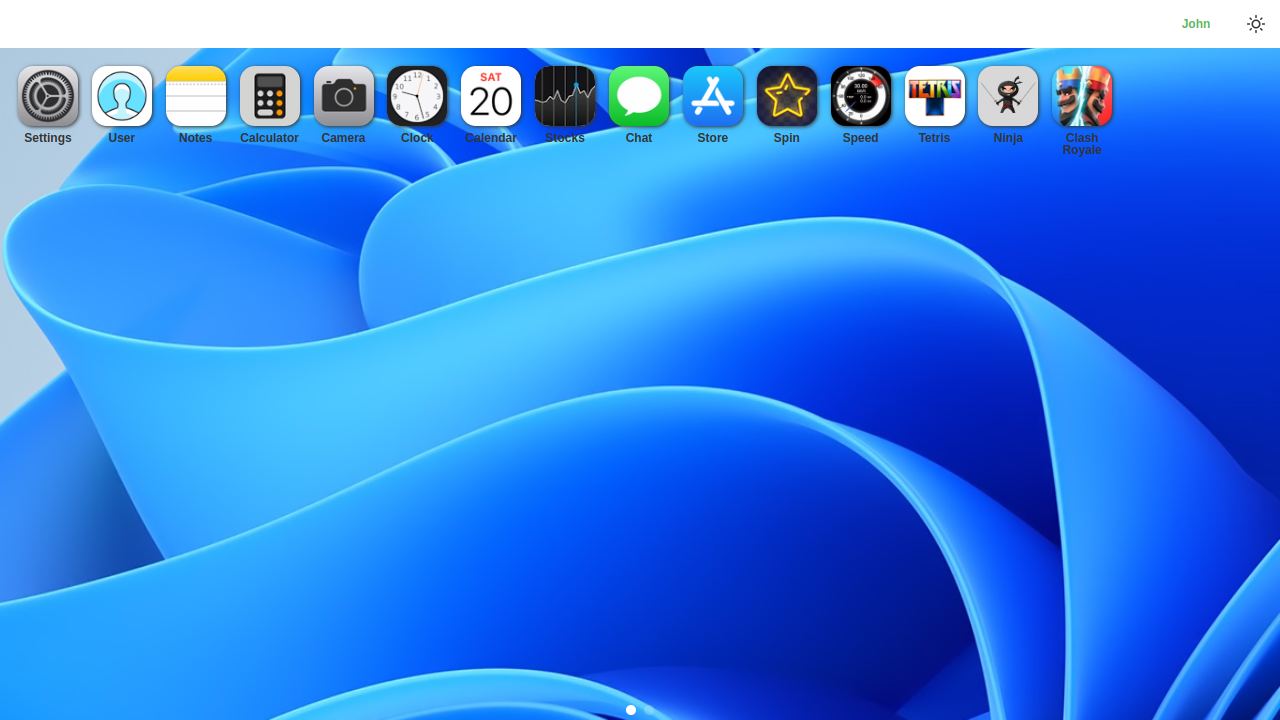 John
SAT
20
TETRIS
Settings
User
Notes
Calculator
Camera
Clock
Calendar
Stocks
Chat
Store
Spin
Speed
Tetris
Ninja
Clash
Royale